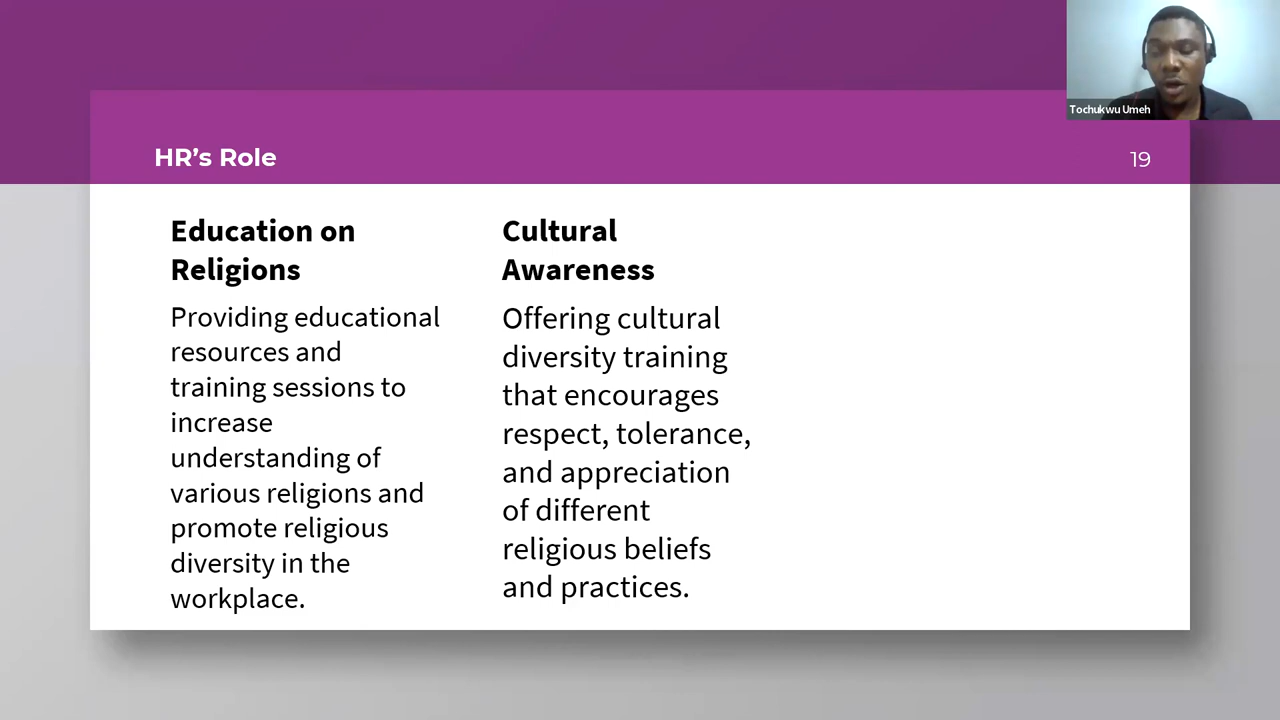 Tochukwu Umeh
HR’s Role
19
Education on
Religions
Providing educational
resources and
training sessions to
increase
understanding of
various religions and
promote religious
diversity in the
workplace.
Cultural
Awareness
Offering cultural
diversity training
that encourages
respect, tolerance,
and appreciation
of different
religious beliefs
and practices.